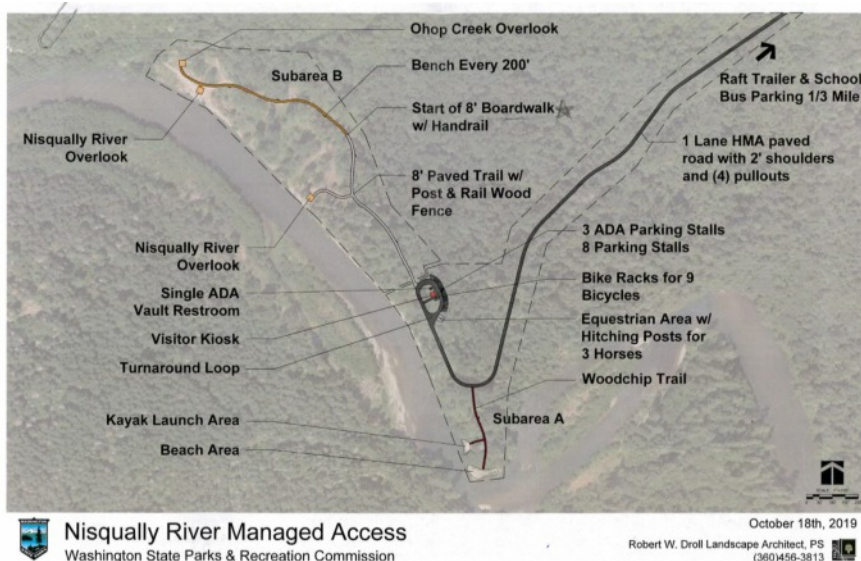 Ohop Creek Overlook
Subarea B
Bench Every 200'
Raft Trailer & School
Bus Parking 1/3 Mile
Start of 8' Boardwalk
w/ Handrail
Nisqually River
Overlook
1 Lane HMA paved
road with 2' shoulders
and (4) pullouts
8' Paved Trail w/
Post & Rail Wood
Fence
3 ADA Parking Stalls
8 Parking Stalls
Nisqually River
Overlook
Single ADA
Vault Restroom
Bike Racks for 9
Bicycles
Visitor Kiosk
Equestrian Area w/
Hitching Posts for
3 Horses
Turnaround Loop
Woodchip Trail
Subarea A
Kayak Launch Area
Beach Area
Nisqually River Managed Access
Washington State Parks & Recreation Commission
October 18th, 2019
Robert W. Droll Landscape Architect, PS
(360)456-3813